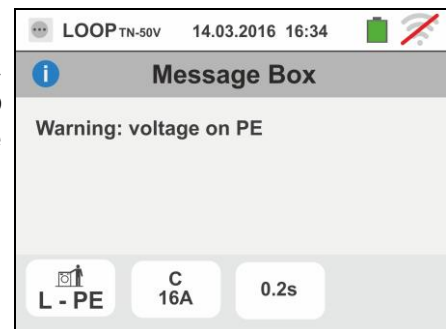 LOOP TN-50V 14.03.2016 16:34
Message Box
Warning: voltage on PE
L - PE
C
16A
0.2s